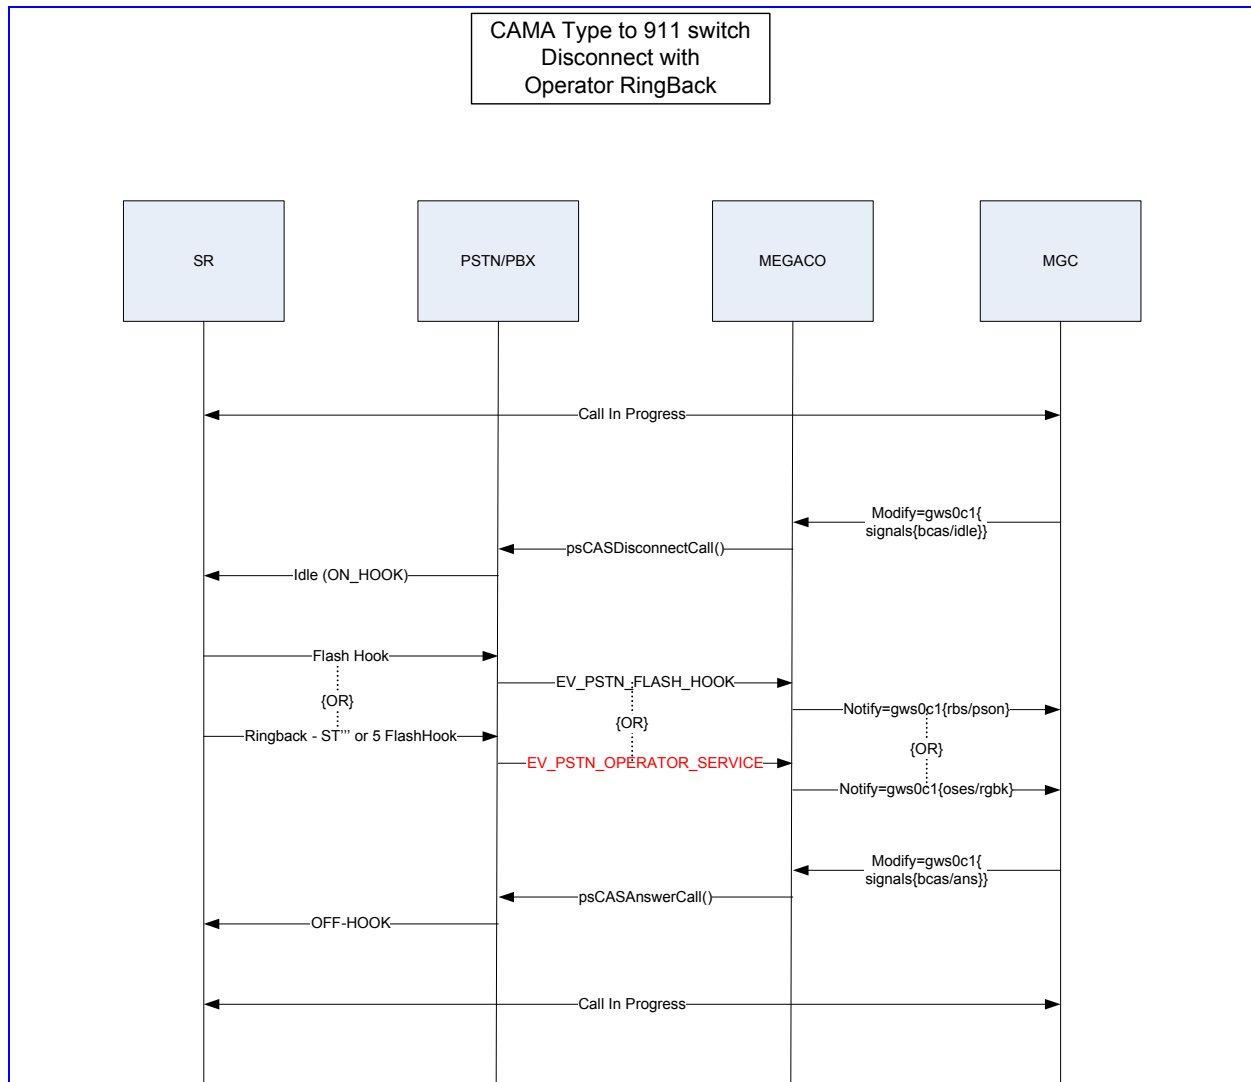 CAMA Type to 911 switch
Disconnect with
Operator RingBack
SR
PSTN/PBX
MEGACO
MGC
Call In Progress
Modify=gws0c1{
signals{bcas/idle}}
psCASDisconnectCall()
Idle (ON_HOOK)
Flash Hook
EV_PSTN_FLASH_HOOK
{OR}
Notify=gws0c1{rbs/pson}
{OR}
Ringback - ST''' or 5 FlashHook
{OR}
EV_PSTN_OPERATOR_SERVICE
Notify=gws0c1{oses/rgbk}
Modify=gws0c1{
signals{bcas/ans}}
psCASAnswerCall()
OFF-HOOK
Call In Progress